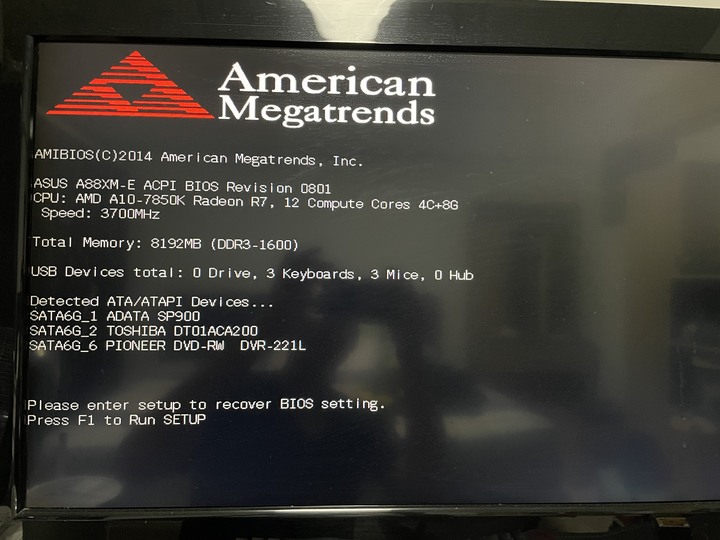 American
Megatrends
AMIBIOS(C)2014 American Megatrends, Inc.
ASUS A88XM-E ACPI BIOS Revision 0801
CPU: AMD A10-7850K Radeon R7, 12 Compute Cores 4C+8G
Speed: 3700MHz
Total Memory: 8192MB (DDR3-1600)
USB Devices total: 0 Drive, 3 Keyboards, 3 Mice, 0 Hub
Detected ATA/ATAPI Devices...
SATA6G_1 ADATA SP900
SATA6G_2 TOSHIBA DT01ACA200
SATA6G_6 PIONEER DVD-RW  DVR-221L
Please enter setup to recover BIOS setting.
Press F1 to Run SETUP